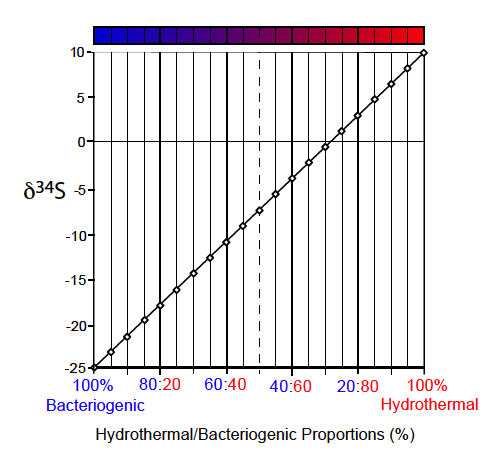 10
5
0
δ34S
-5
-10
-15
-20
-25
100% 80:20 60:40 40:60 20:80 100%
Bacteriogenic Hydrothermal
Hydrothermal/Bacteriogenic Proportions (%)